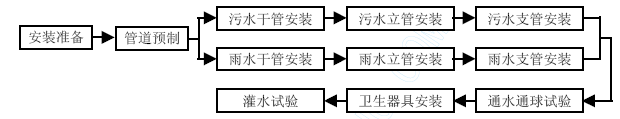 安装准备
管道预制
污水干管安装
污水立管安装
污水支管安装
雨水干管安装
雨水立管安装
雨水支管安装
灌水试验
卫生器具安装
通水通球试验